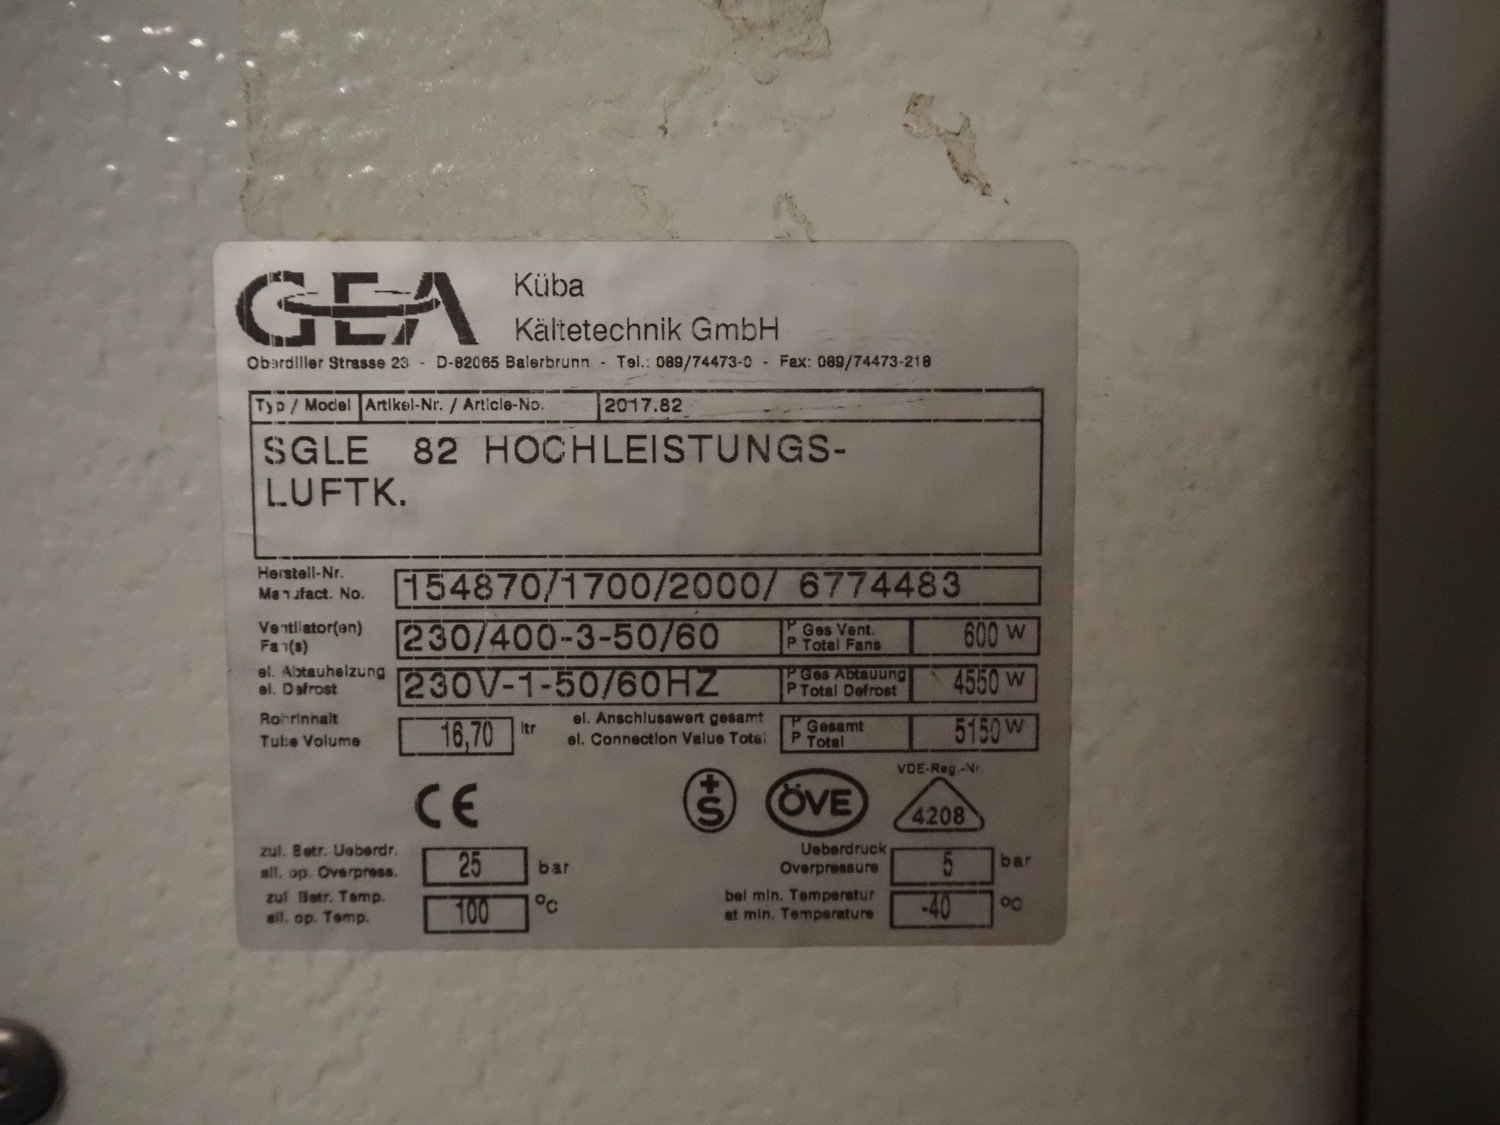 GEA
Küba
Kältetechnik GmbH
Oberdiller Strasse 23 - D-82065 Baierbrunn - Tel.: 089/74473-0 - Fax: 089/74473-218
Typ / Model Artikel-Nr. / Article-No. 2017.82
SGLE 82 HOCHLEISTUNGS-
LUFTK.
Herstell-Nr.
Manufact. No. 154870/1700/2000/ 6774483
Ventilator(en)
Fan(s) 230/400-3-50/60
P Ges Vent.
P Total Fans 600 W
el. Abtauheizung
el. Defrost 230V-1-50/60HZ
P Ges Abtauung
P Total Defrost 4550 W
Rohrinhalt
Tube Volume 16,70 ltr
el. Anschlusswert gesamt
el. Connection Value Total
P Gesamt
P Total 5150 W
CE +S ÖVE
VDE-Reg.-Nr.
4208
zul. Betr. Ueberdr.
all. op. Overpress. 25 bar
Ueberdruck
Overpressure 5 bar
zul Betr. Temp.
all. op. Temp. 100 °C
bei min. Temperatur
at min. Temperature -40 °C